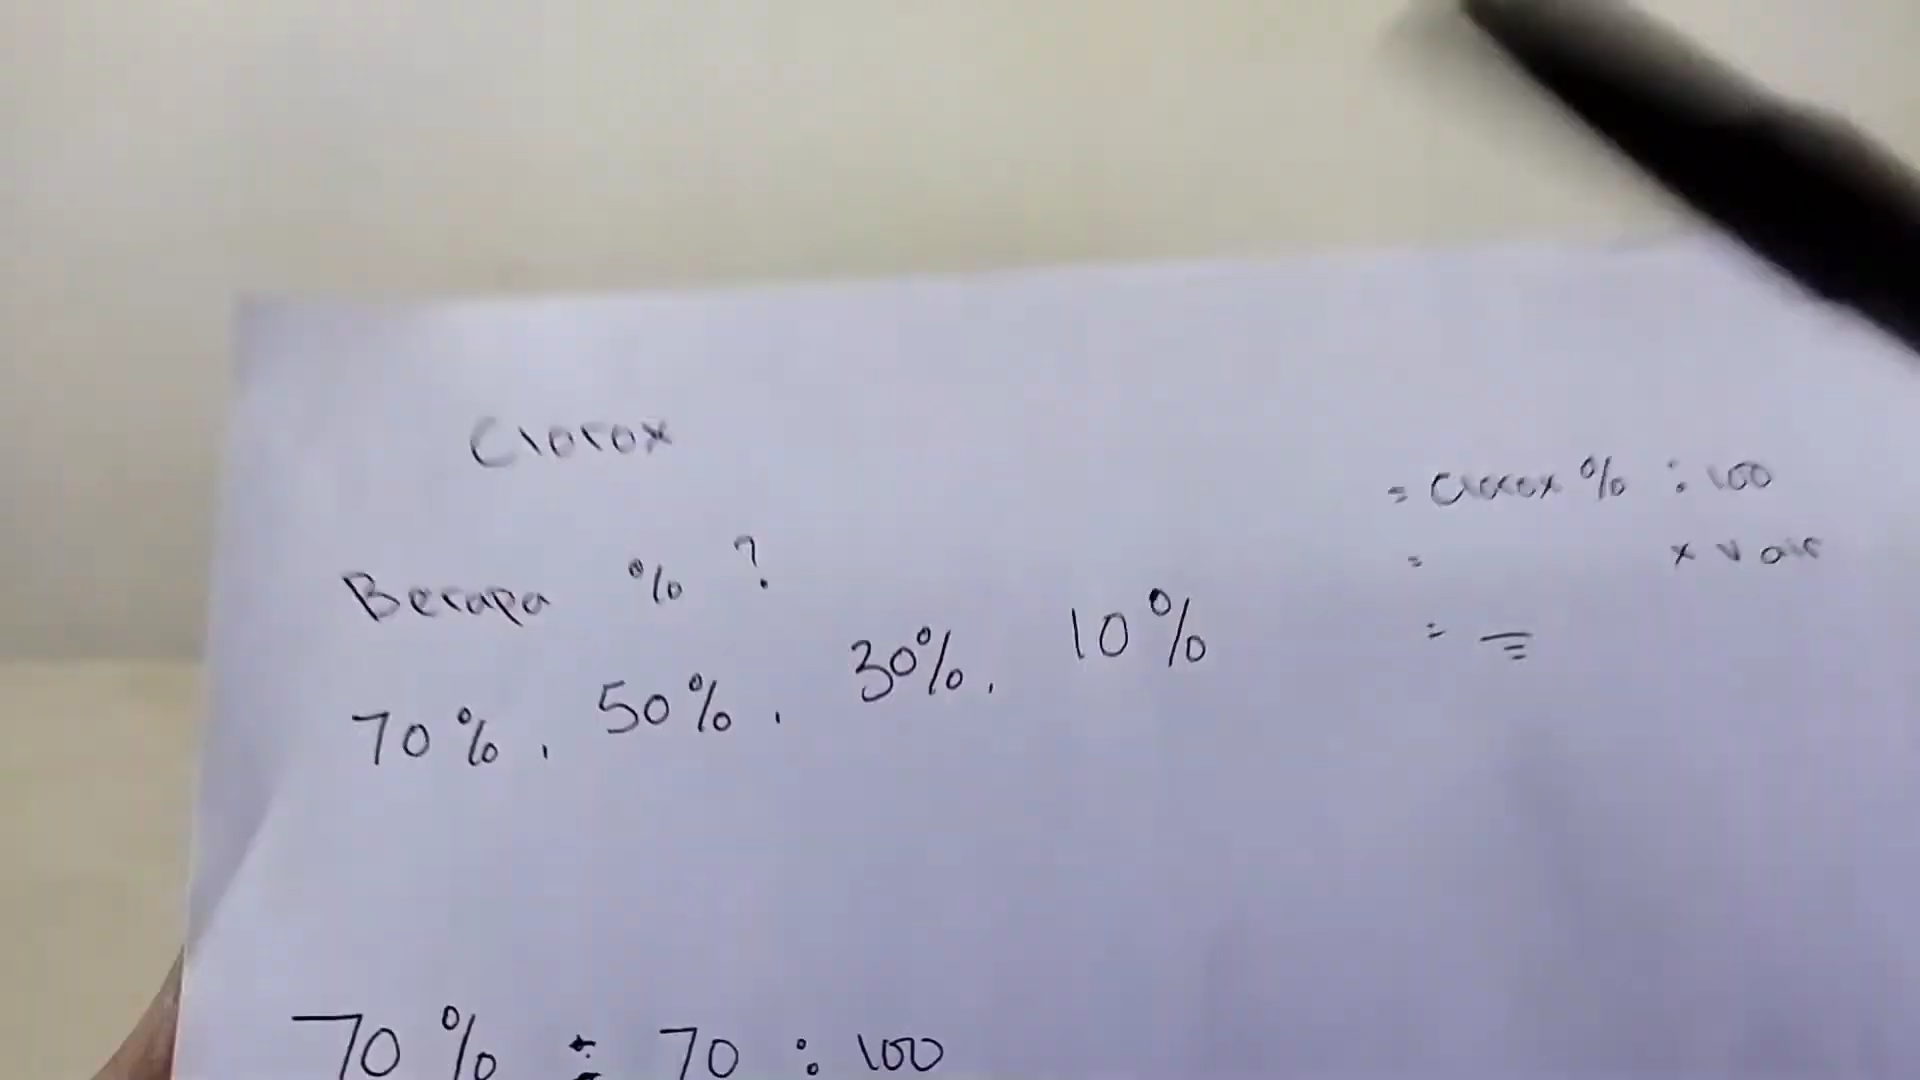 Clorox
Berapa % ?
70%, 50%, 30%, 10%
70% = 70 : 100
= Clorox % : 100
= x V air
= =